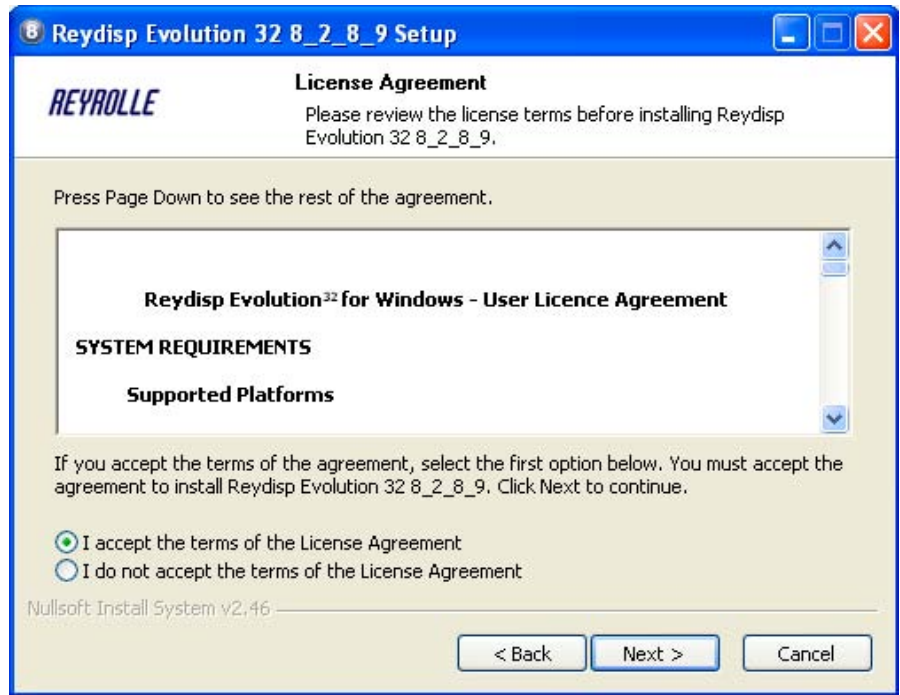 8 Reydisp Evolution 32 8_2_8_9 Setup
REYROLLE
License Agreement
Please review the license terms before installing Reydisp
Evolution 32 8_2_8_9.
Press Page Down to see the rest of the agreement.
Reydisp Evolution³² for Windows - User Licence Agreement
SYSTEM REQUIREMENTS
Supported Platforms
If you accept the terms of the agreement, select the first option below. You must accept the
agreement to install Reydisp Evolution 32 8_2_8_9. Click Next to continue.
I accept the terms of the License Agreement
I do not accept the terms of the License Agreement
Nullsoft Install System v2.46
< Back Next > Cancel